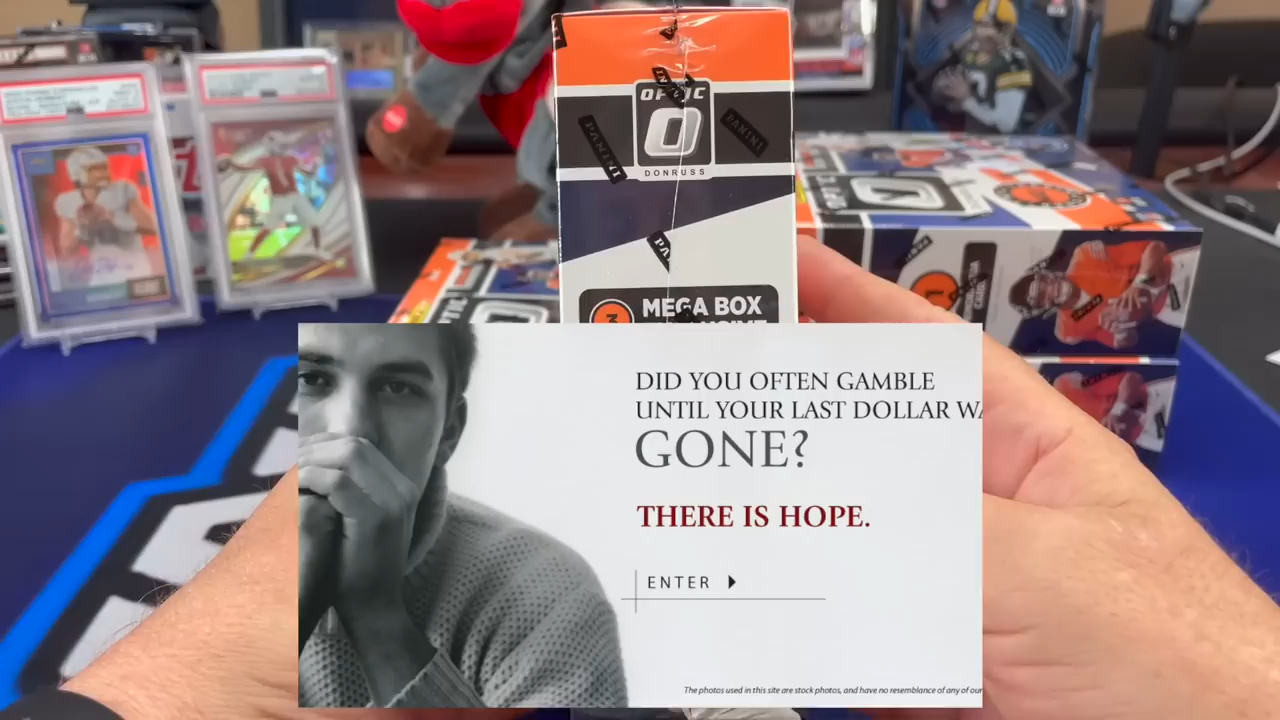 OPTIC
O
DONRUSS
PANINI
PANINI
MEGA BOX
DID YOU OFTEN GAMBLE
UNTIL YOUR LAST DOLLAR WA
GONE?
THERE IS HOPE.
ENTER
The photos used in this site are stock photos, and have no resemblance of any of our